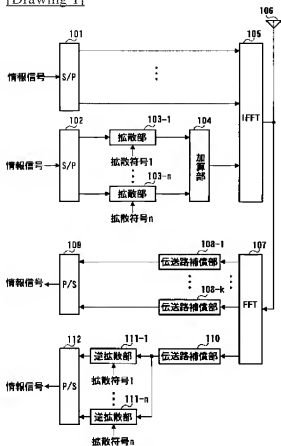 [Drawing 1]
106
101
105
情報信号
S/P
IFFT
102
103-1
104
情報信号
S/P
拡散部
加算部
拡散符号1
103-n
拡散部
拡散符号n
109
108-1
107
情報信号
P/S
伝送路補償部
FFT
108-k
伝送路補償部
112
111-1
110
情報信号
P/S
逆拡散部
伝送路補償部
拡散符号1
111-n
逆拡散部
拡散符号n